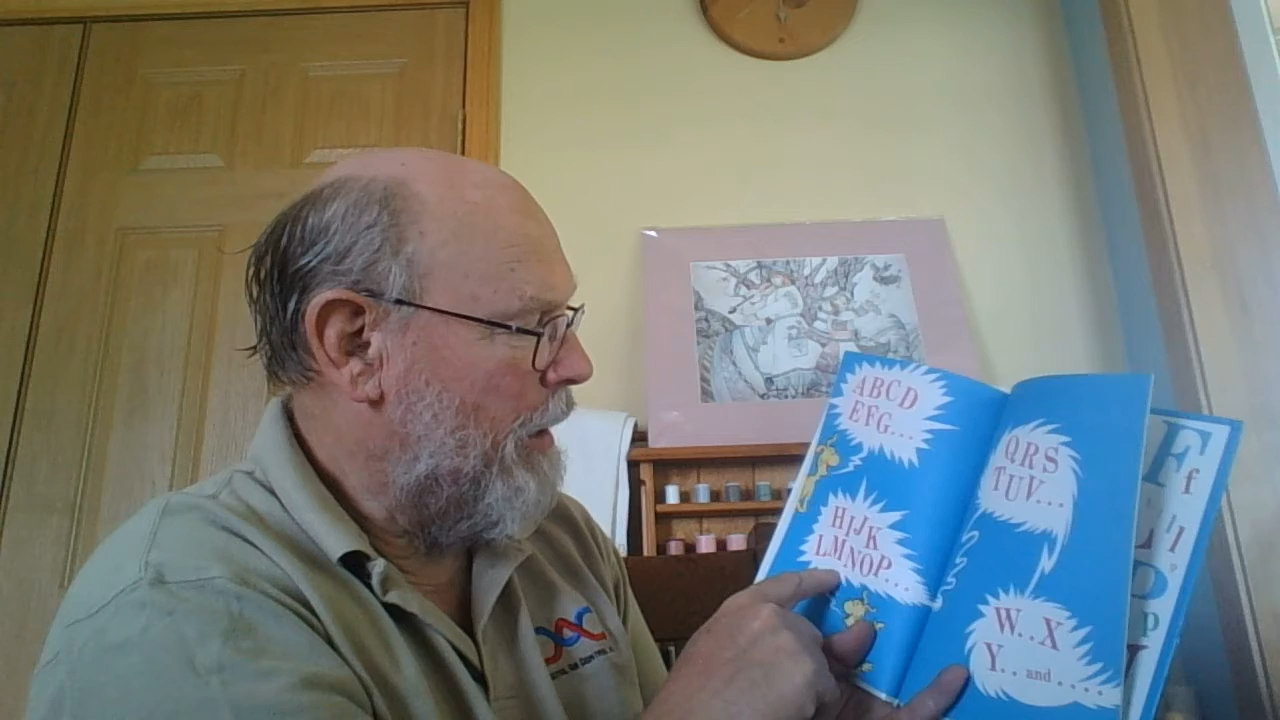 ABCD
EFG...
HIJK
LMNOP...
QRS
TUV...
W..X
Y.. and ....
F f
l
p